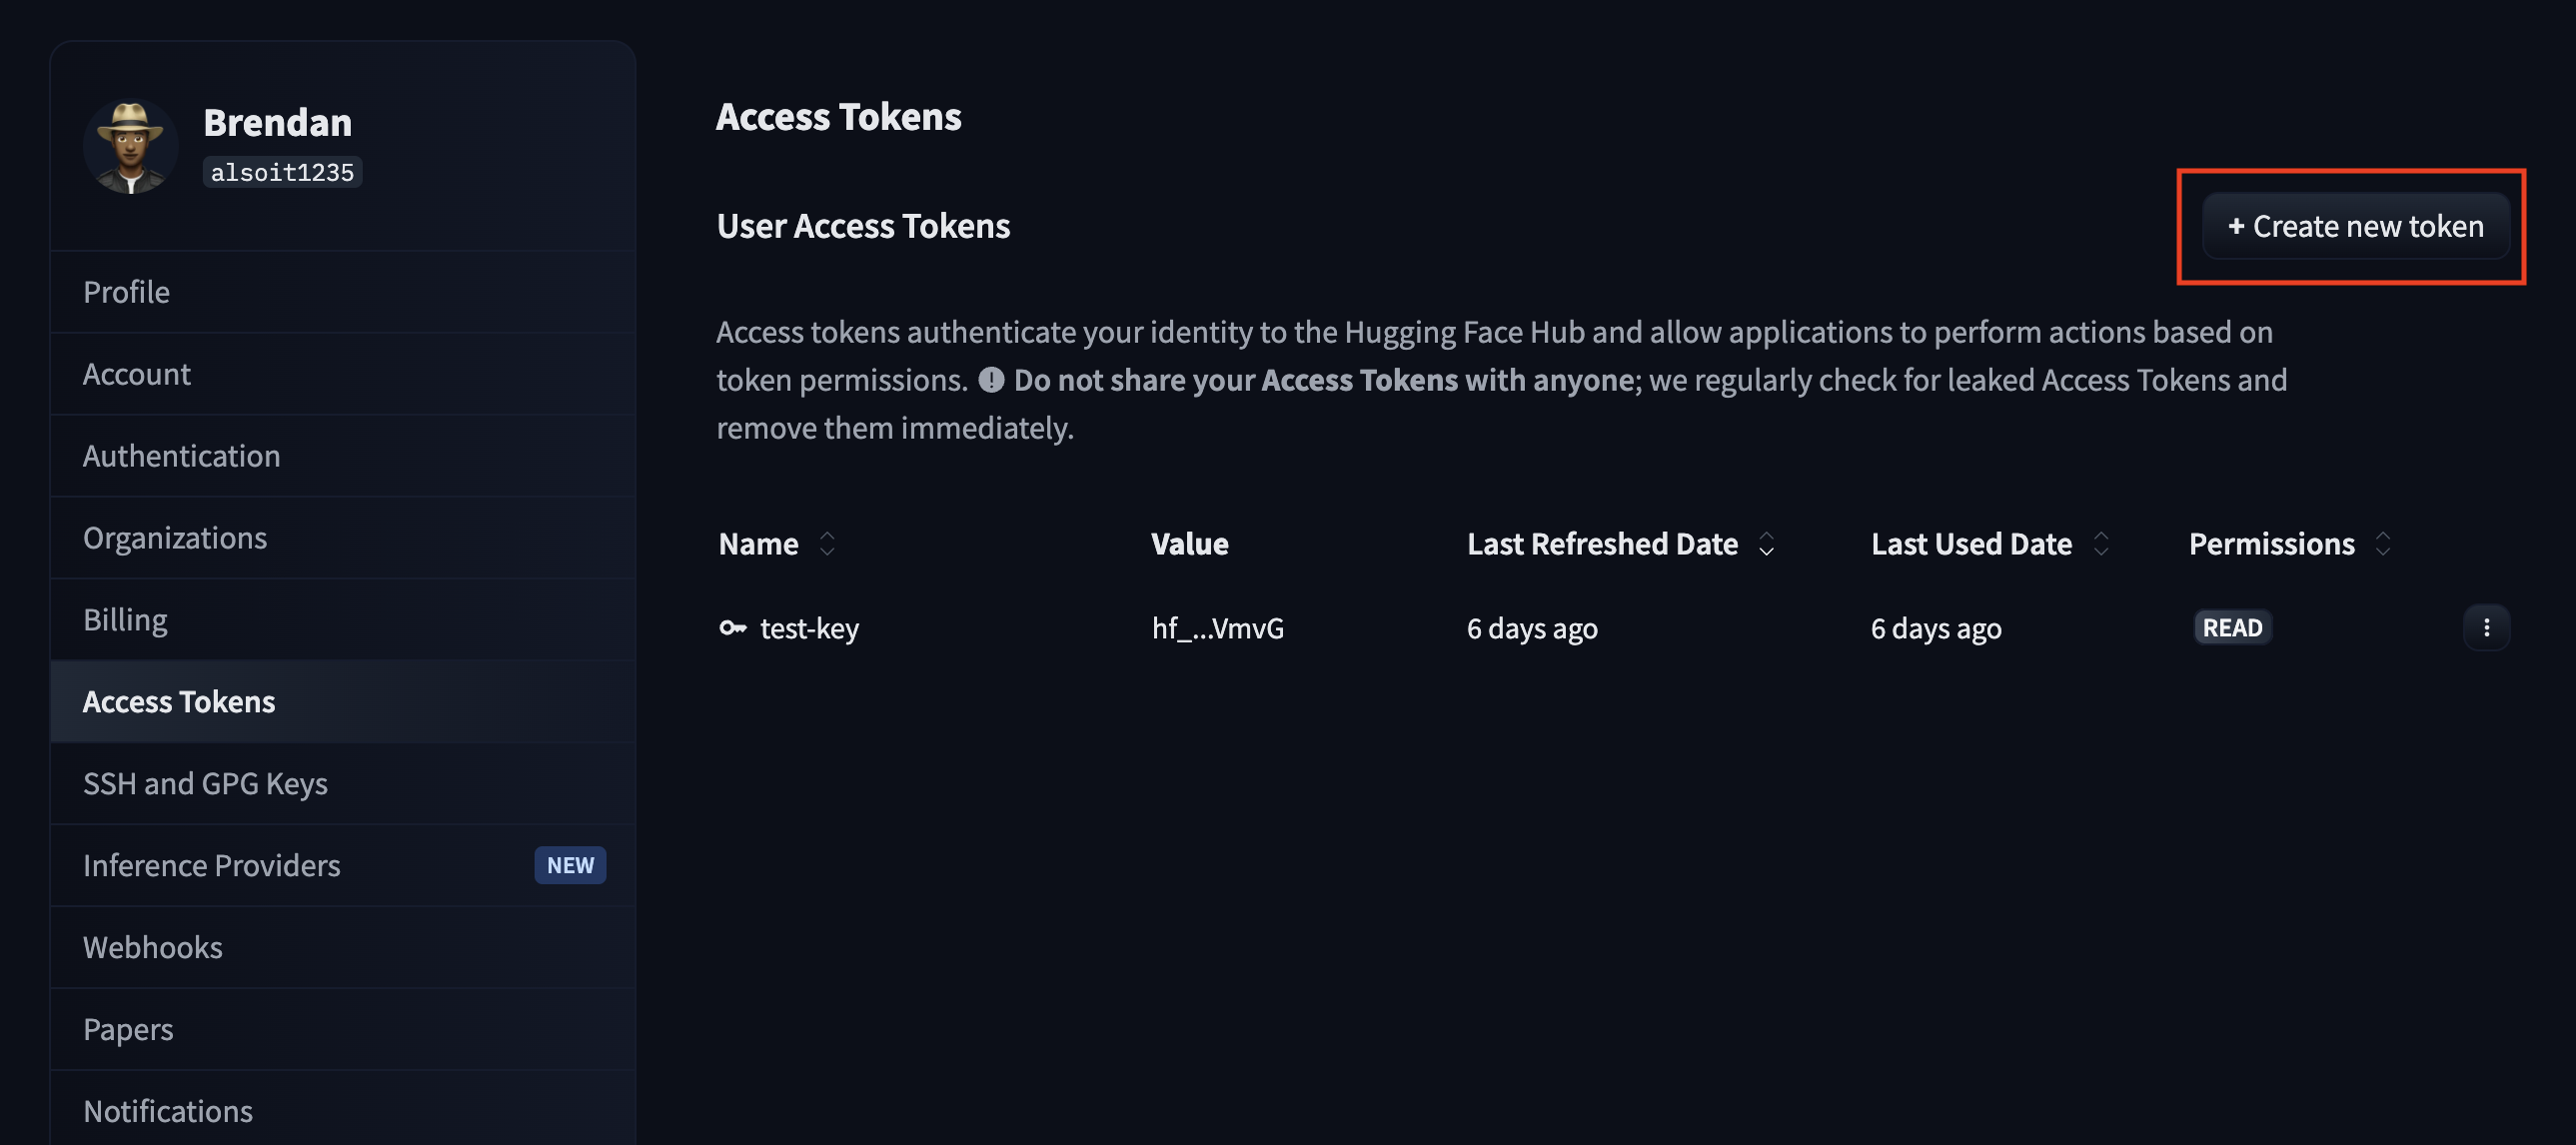 Brendan
alsoit1235
Profile
Account
Authentication
Organizations
Billing
Access Tokens
SSH and GPG Keys
Inference Providers NEW
Webhooks
Papers
Notifications
Access Tokens
User Access Tokens
+ Create new token
Access tokens authenticate your identity to the Hugging Face Hub and allow applications to perform actions based on
token permissions. ! Do not share your Access Tokens with anyone; we regularly check for leaked Access Tokens and
remove them immediately.
Name Value Last Refreshed Date Last Used Date Permissions
test-key hf_...VmvG 6 days ago 6 days ago READ